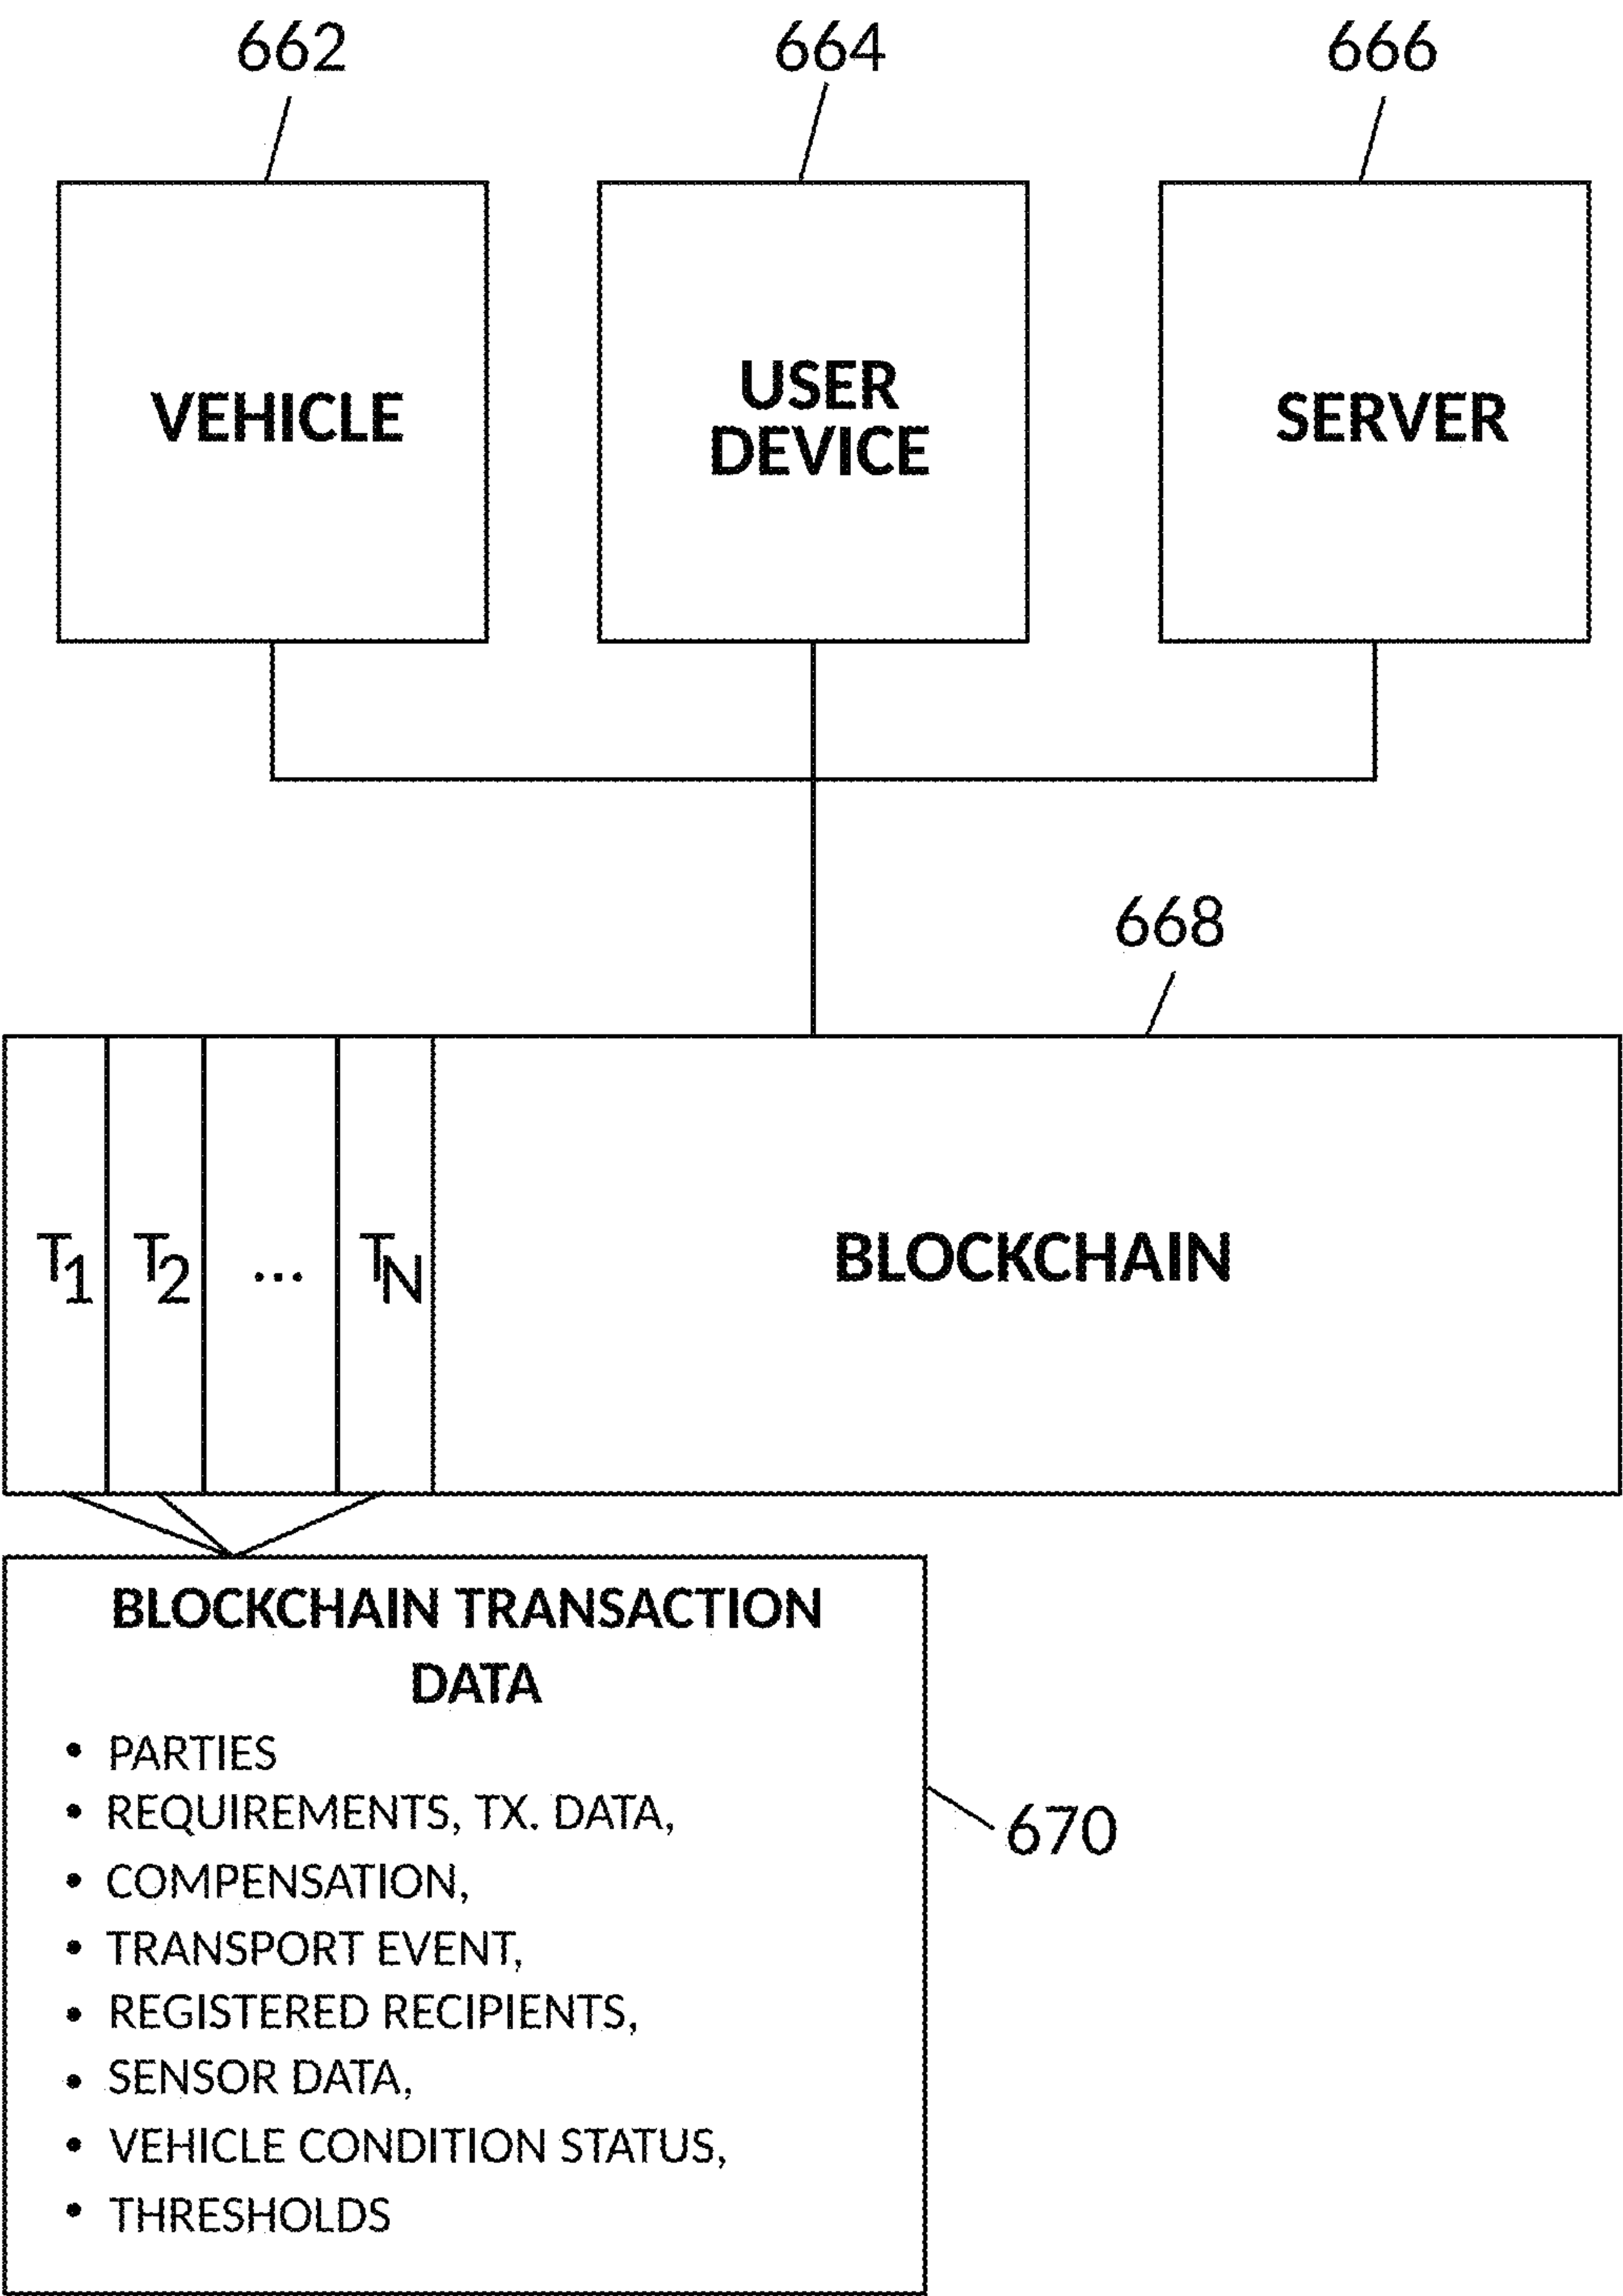 662
664
666
VEHICLE
USER
DEVICE
SERVER
668
T1
T2
...
TN
BLOCKCHAIN
BLOCKCHAIN TRANSACTION
DATA
• PARTIES
• REQUIREMENTS, TX. DATA,
• COMPENSATION,
• TRANSPORT EVENT,
• REGISTERED RECIPIENTS,
• SENSOR DATA,
• VEHICLE CONDITION STATUS,
• THRESHOLDS
670